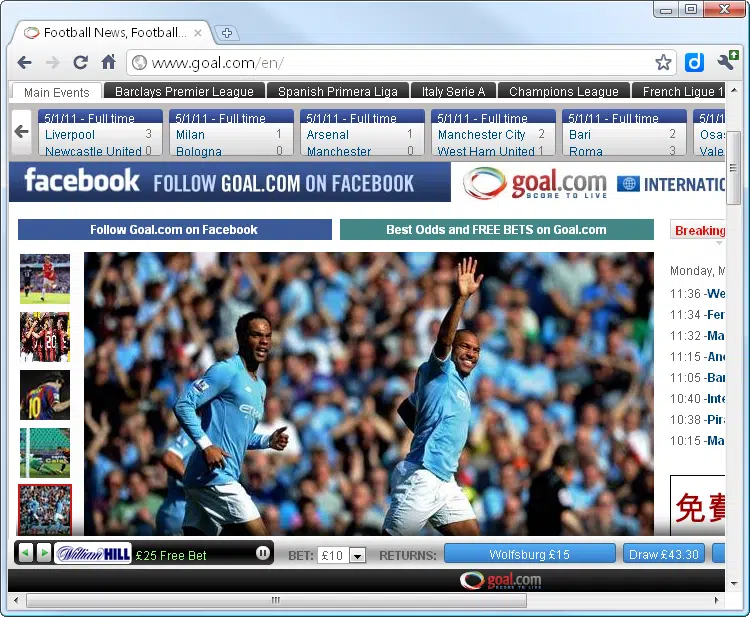 Football News, Football...
www.goal.com/en/
Main Events
Barclays Premier League
Spanish Primera Liga
Italy Serie A
Champions League
French Ligue 1
5/1/11 - Full time
Liverpool 3
Newcastle United 0
5/1/11 - Full time
Milan 1
Bologna 0
5/1/11 - Full time
Arsenal 1
Manchester 0
5/1/11 - Full time
Manchester City 2
West Ham United 1
5/1/11 - Full time
Bari 2
Roma 3
5/1/
Osas
Vale
facebook FOLLOW GOAL.COM ON FACEBOOK
goal.com
SCORE TO LIVE
INTERNATIO
Follow Goal.com on Facebook
Best Odds and FREE BETS on Goal.com
Breaking
Monday, M
11:36 -We
11:34 -Fer
11:32 -Ma
11:15 -And
11:05 -Bar
10:40 -Inte
10:38 -Pira
10:15 -Ma
10
免費
William HILL
£25 Free Bet
BET: £10
RETURNS:
Wolfsburg £15
Draw £43.30
goal.com
SCORE TO LIVE